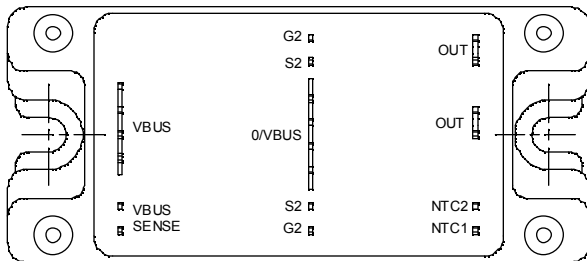 G2
S2
OUT
VBUS
0/VBUS
OUT
VBUS
SENSE
S2
G2
NTC2
NTC1